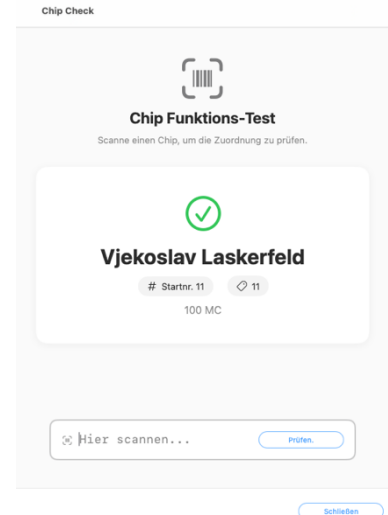 Chip Check
Chip Funktions-Test
Scanne einen Chip, um die Zuordnung zu prüfen.
Vjekoslav Laskerfeld
# Startnr. 11 11
100 MC
Hier scannen... Prüfen.
Schließen